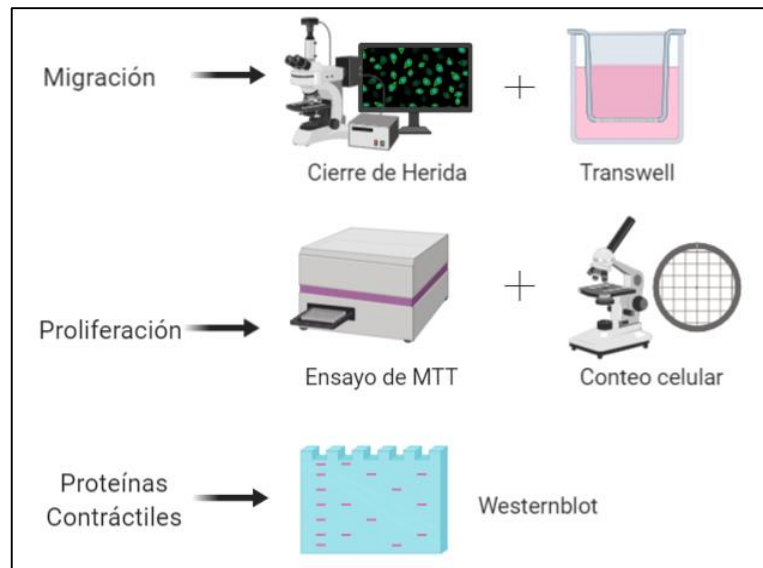 Migración
Cierre de Herida
Transwell
Proliferación
Ensayo de MTT
Conteo celular
Proteínas
Contráctiles
Westernblot